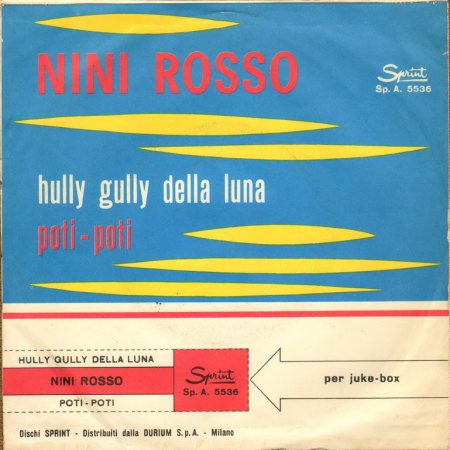 NINI ROSSO
Sprint
Sp. A. 5536
hully gully della luna
poti-poti
HULLY GULLY DELLA LUNA
NINI ROSSO
POTI-POTI
Sprint
Sp. A. 5536
per juke-box
Dischi SPRINT - Distribuiti dalla DURIUM S.p.A. - Milano